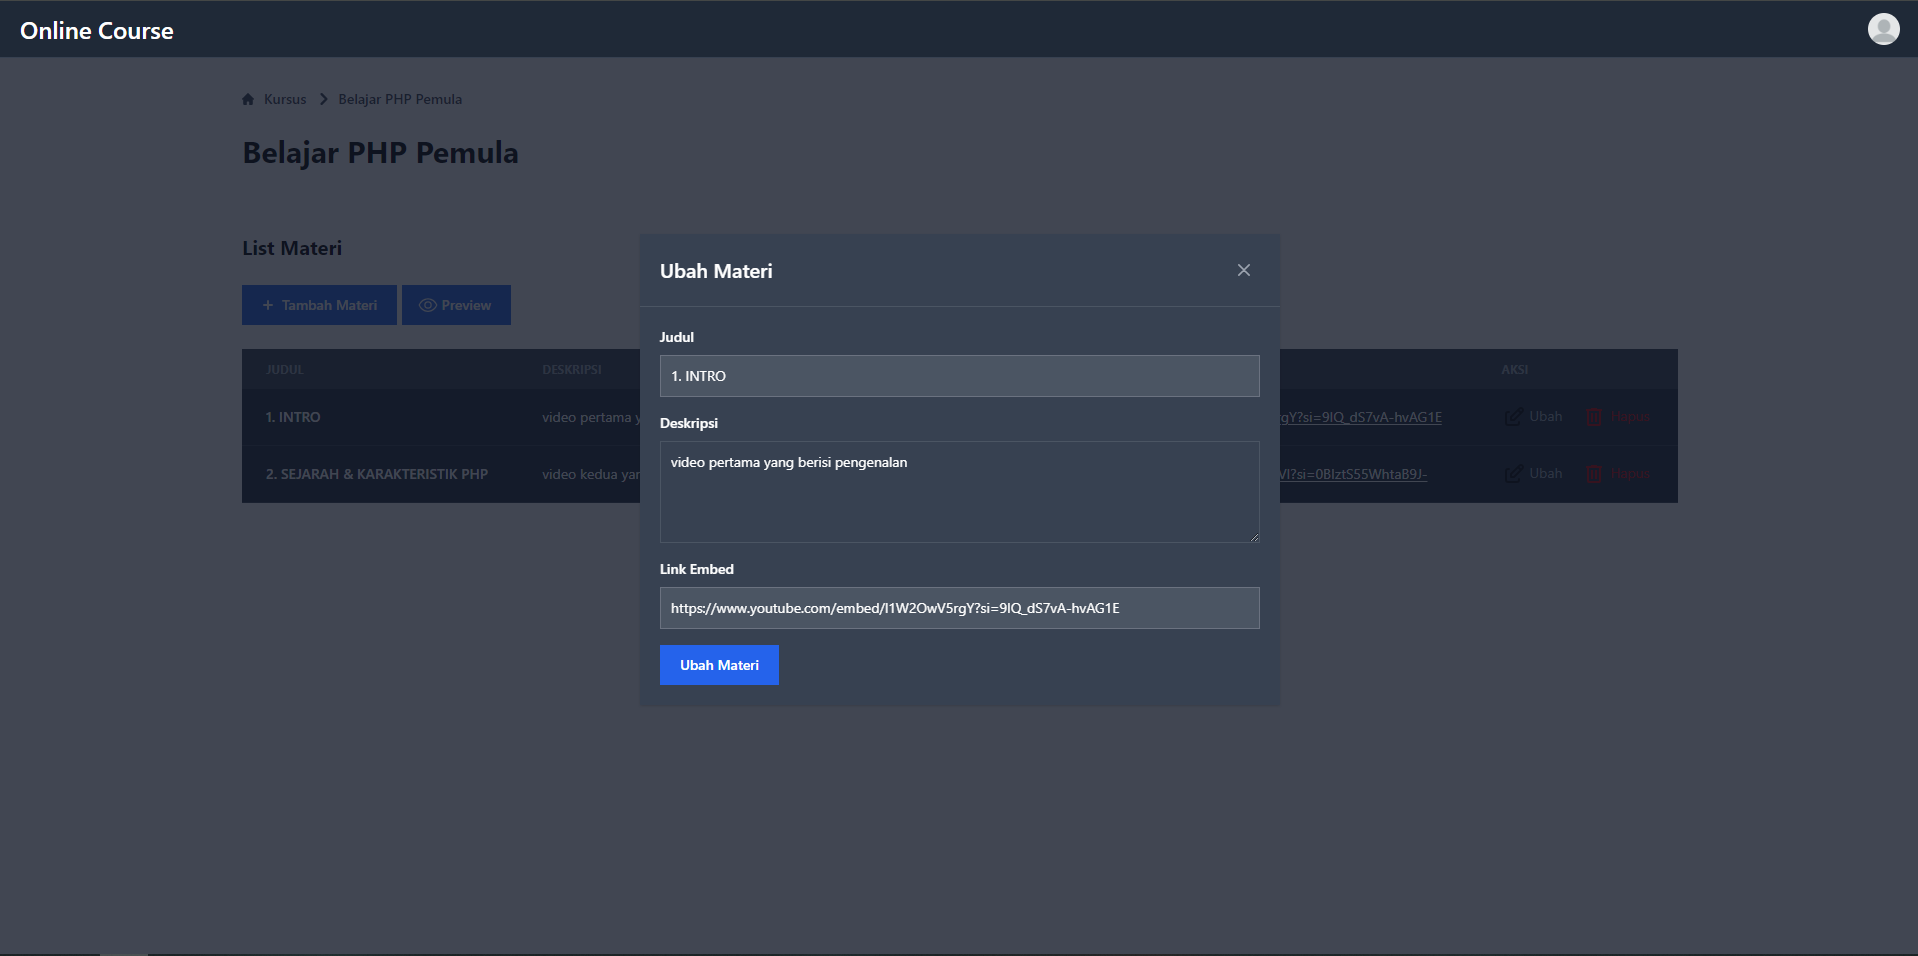 Online Course
Kursus > Belajar PHP Pemula
Belajar PHP Pemula
List Materi
+ Tambah Materi
Preview
JUDUL DESKRIPSI AKSI
1. INTRO video pertama y rgY?si=9IQ_dS7vA-hvAG1E Ubah Hapus
2. SEJARAH & KARAKTERISTIK PHP video kedua yan VI?si=0BIztS55WhtaB9J- Ubah Hapus
Ubah Materi
Judul
1. INTRO
Deskripsi
video pertama yang berisi pengenalan
Link Embed
https://www.youtube.com/embed/l1W2OwV5rgY?si=9IQ_dS7vA-hvAG1E
Ubah Materi